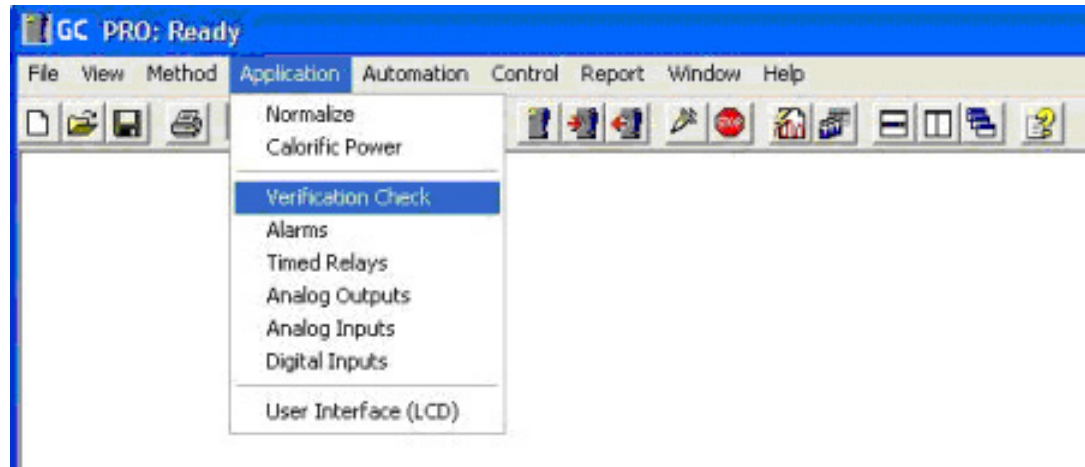 GC PRO: Ready
File View Method Application Automation Control Report Window Help
STOP
Normalize
Calorific Power
Verification Check
Alarms
Timed Relays
Analog Outputs
Analog Inputs
Digital Inputs
User Interface (LCD)